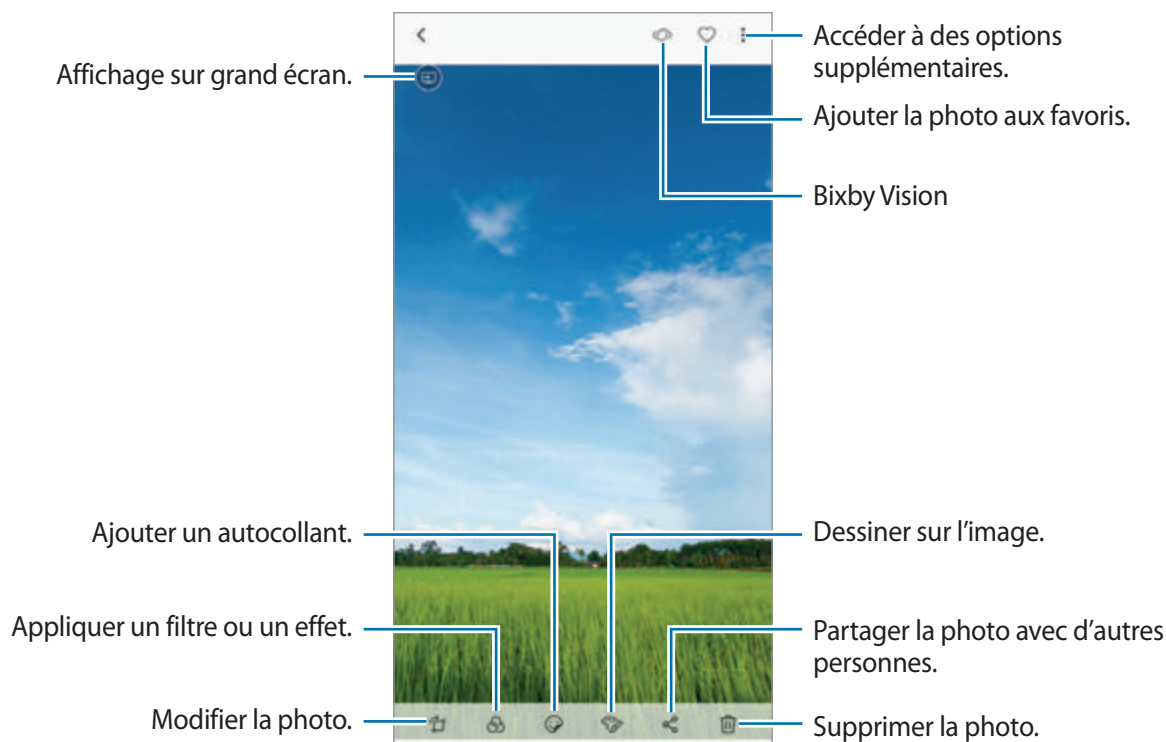 Affichage sur grand écran.
Accéder à des options
supplémentaires.
Ajouter la photo aux favoris.
Bixby Vision
Ajouter un autocollant.
Dessiner sur l’image.
Appliquer un filtre ou un effet.
Partager la photo avec d’autres
personnes.
Modifier la photo.
Supprimer la photo.